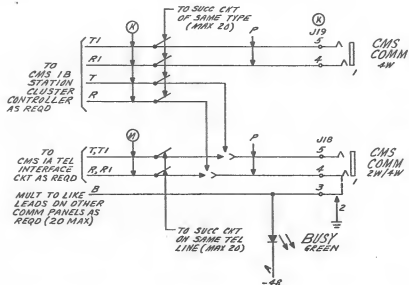 TO SUCC CKT
OF SAME TYPE
(MAX 20)
K
P
K
J19
T1
5
CMS
COMM
4W
R1
4
1
TO
CMS 1B
STATION
CLUSTER
CONTROLLER
AS REQD
T
R
M
P
J18
TO
CMS 1A TEL
INTERFACE
CKT AS REQD
T,T1
5
CMS
COMM
2W/4W
R,R1
4
1
MULT TO LIKE
LEADS ON OTHER
COMM PANELS AS
REQD (20 MAX)
B
3
2
TO SUCC CKT
ON SAME TEL
LINE (MAX 20)
BUSY
GREEN
-48